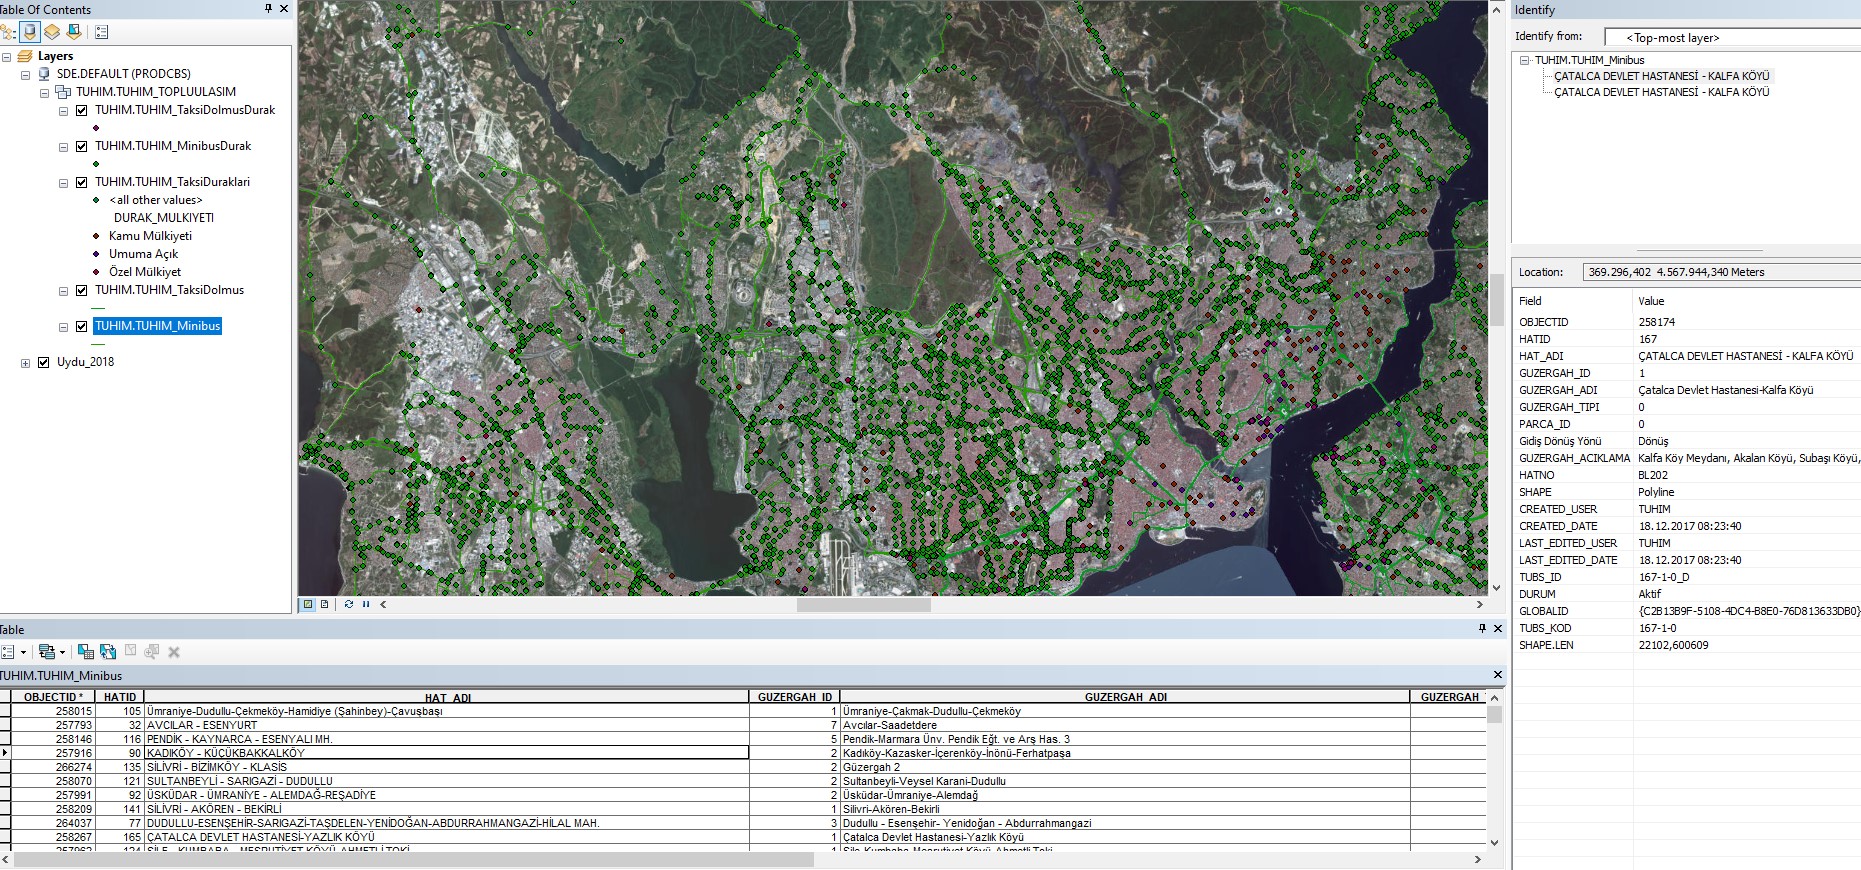 Table Of Contents
Layers
SDE.DEFAULT (PRODCBS)
TUHIM.TUHIM_TOPLUULASIM
TUHIM.TUHIM_TaksiDolmusDurak
TUHIM.TUHIM_MinibusDurak
TUHIM.TUHIM_TaksiDuraklari
<all other values>
DURAK_MULKIYETI
Kamu Mülkiyeti
Umuma Açık
Özel Mülkiyet
TUHIM.TUHIM_TaksiDolmus
TUHIM.TUHIM_Minibus
Uydu_2018
Identify
Identify from: <Top-most layer>
TUHIM.TUHIM_Minibus
ÇATALCA DEVLET HASTANESİ - KALFA KÖYÜ
ÇATALCA DEVLET HASTANESİ - KALFA KÖYÜ
Location: 369.296,402 4.567.944,340 Meters
Field Value
OBJECTID 258174
HATID 167
HAT_ADI ÇATALCA DEVLET HASTANESİ - KALFA KÖYÜ
GUZERGAH_ID 1
GUZERGAH_ADI Çatalca Devlet Hastanesi-Kalfa Köyü
GUZERGAH_TIPI 0
PARCA_ID 0
Gidiş Dönüş Yönü Dönüş
GUZERGAH_ACIKLAMA Kalfa Köy Meydanı, Akalan Köyü, Subaşı Köyü,
HATNO BL202
SHAPE Polyline
CREATED_USER TUHIM
CREATED_DATE 18.12.2017 08:23:40
LAST_EDITED_USER TUHIM
LAST_EDITED_DATE 18.12.2017 08:23:40
TUBS_ID 167-1-0_D
DURUM Aktif
GLOBALID {C2B13B9F-5108-4DC4-B8E0-76D813633DB0}
TUBS_KOD 167-1-0
SHAPE.LEN 22102,600609
Table
TUHIM.TUHIM_Minibus
OBJECTID * HATID HAT_ADI GUZERGAH_ID GUZERGAH_ADI GUZERGAH
258015 105 Ümraniye-Dudullu-Çekmeköy-Hamidiye (Şahinbey)-Çavuşbaşı 1 Ümraniye-Çakmak-Dudullu-Çekmeköy
257793 32 AVCILAR - ESENYURT 7 Avcılar-Saadetdere
258146 116 PENDİK - KAYNARCA - ESENYALI MH. 5 Pendik-Marmara Ünv. Pendik Eğt. ve Arş Has. 3
257916 90 KADIKÖY - KÜÇÜKBAKKALKÖY 2 Kadıköy-Kazasker-İçerenköy-İnönü-Ferhatpaşa
266274 135 SİLİVRİ - BİZİMKÖY - KLASİS 2 Güzergah 2
258070 121 SULTANBEYLİ - SARIGAZİ - DUDULLU 2 Sultanbeyli-Veysel Karani-Dudullu
257991 92 ÜSKÜDAR - ÜMRANİYE - ALEMDAĞ-REŞADİYE 2 Üsküdar-Ümraniye-Alemdağ
258209 141 SİLİVRİ - AKÖREN - BEKİRLİ 1 Silivri-Akören-Bekirli
264037 77 DUDULLU-ESENŞEHİR-SARIGAZİ-TAŞDELEN-YENİDOĞAN-ABDURRAHMANGAZİ-HİLAL MAH. 3 Dudullu - Esenşehir- Yenidoğan - Abdurrahmangazi
258267 165 ÇATALCA DEVLET HASTANESİ-YAZLIK KÖYÜ 1 Çatalca Devlet Hastanesi-Yazlık Köyü